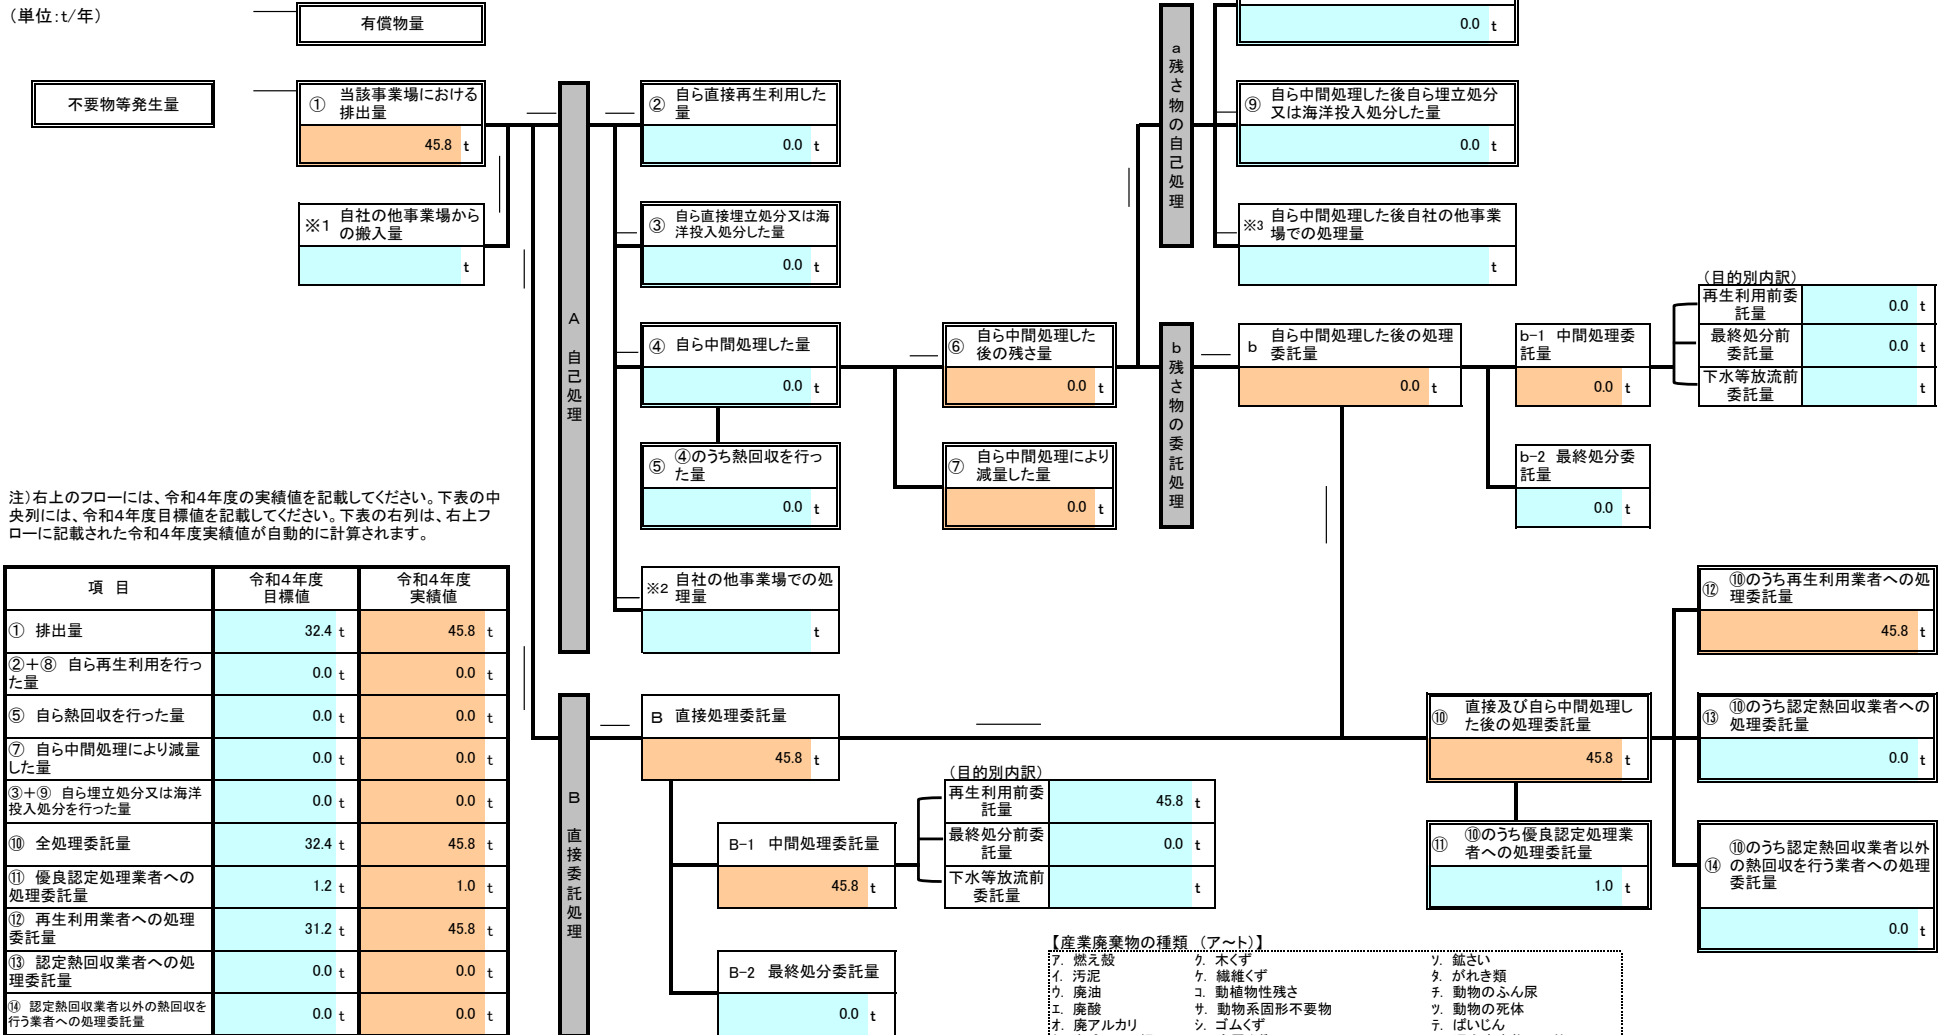 (単位:t/年)
有償物量
0.0 t
不要物等発生量
① 当該事業場における
排出量
45.8 t
※1 自社の他事業場から
の搬入量
t
A 自己処理
② 自ら直接再生利用した
量
0.0 t
③ 自ら直接埋立処分又は海
洋投入処分した量
0.0 t
④ 自ら中間処理した量
0.0 t
⑤ ④のうち熱回収を行っ
た量
0.0 t
※2 自社の他事業場での処
理量
t
⑥ 自ら中間処理した
後の残さ量
0.0 t
⑦ 自ら中間処理により
減量した量
0.0 t
a 残さ物の自己処理
⑨ 自ら中間処理した後自ら埋立処分
又は海洋投入処分した量
0.0 t
※3 自ら中間処理した後自社の他事業
場での処理量
t
b 残さ物の委託処理
b 自ら中間処理した後の処理
委託量
0.0 t
b-1 中間処理委
託量
0.0 t
b-2 最終処分委
託量
0.0 t
(目的別内訳)
再生利用前委
託量
0.0 t
最終処分前
委託量
0.0 t
下水等放流前
委託量
t
注)右上のフローには、令和4年度の実績値を記載してください。下表の中
央列には、令和4年度目標値を記載してください。下表の右列は、右上フ
ローに記載された令和4年度実績値が自動的に計算されます。
項 目 令和4年度
目標値 令和4年度
実績値
① 排出量 32.4 t 45.8 t
②+⑧ 自ら再生利用を行っ
た量 0.0 t 0.0 t
⑤ 自ら熱回収を行った量 0.0 t 0.0 t
⑦ 自ら中間処理により減量
した量 0.0 t 0.0 t
③+⑨ 自ら埋立処分又は海洋
投入処分を行った量 0.0 t 0.0 t
⑩ 全処理委託量 32.4 t 45.8 t
⑪ 優良認定処理業者への
処理委託量 1.2 t 1.0 t
⑫ 再生利用業者への処理
委託量 31.2 t 45.8 t
⑬ 認定熱回収業者への処
理委託量 0.0 t 0.0 t
⑭ 認定熱回収業者以外の熱回収を
行う業者への処理委託量 0.0 t 0.0 t
B 直接委託処理
B 直接処理委託量
45.8 t
B-1 中間処理委託量
45.8 t
B-2 最終処分委託量
0.0 t
(目的別内訳)
再生利用前委
託量
45.8 t
最終処分前委
託量
0.0 t
下水等放流前
委託量
t
⑩ 直接及び自ら中間処理し
た後の処理委託量
45.8 t
⑪ ⑩のうち優良認定処理業
者への処理委託量
1.0 t
⑫ ⑩のうち再生利用業者への処
理委託量
45.8 t
⑬ ⑩のうち認定熱回収業者への
処理委託量
0.0 t
⑭ ⑩のうち認定熱回収業者以外
の熱回収を行う業者への処理
委託量
0.0 t
【産業廃棄物の種類 (ア~ト)】
ア. 燃え殻 ク. 木くず ソ. 鉱さい
イ. 汚泥 ケ. 繊維くず タ. がれき類
ウ. 廃油 コ. 動植物性残さ チ. 動物のふん尿
エ. 廃酸 サ. 動物系固形不要物 ツ. 動物の死体
オ. 廃アルカリ シ. ゴムくず テ. ばいじん